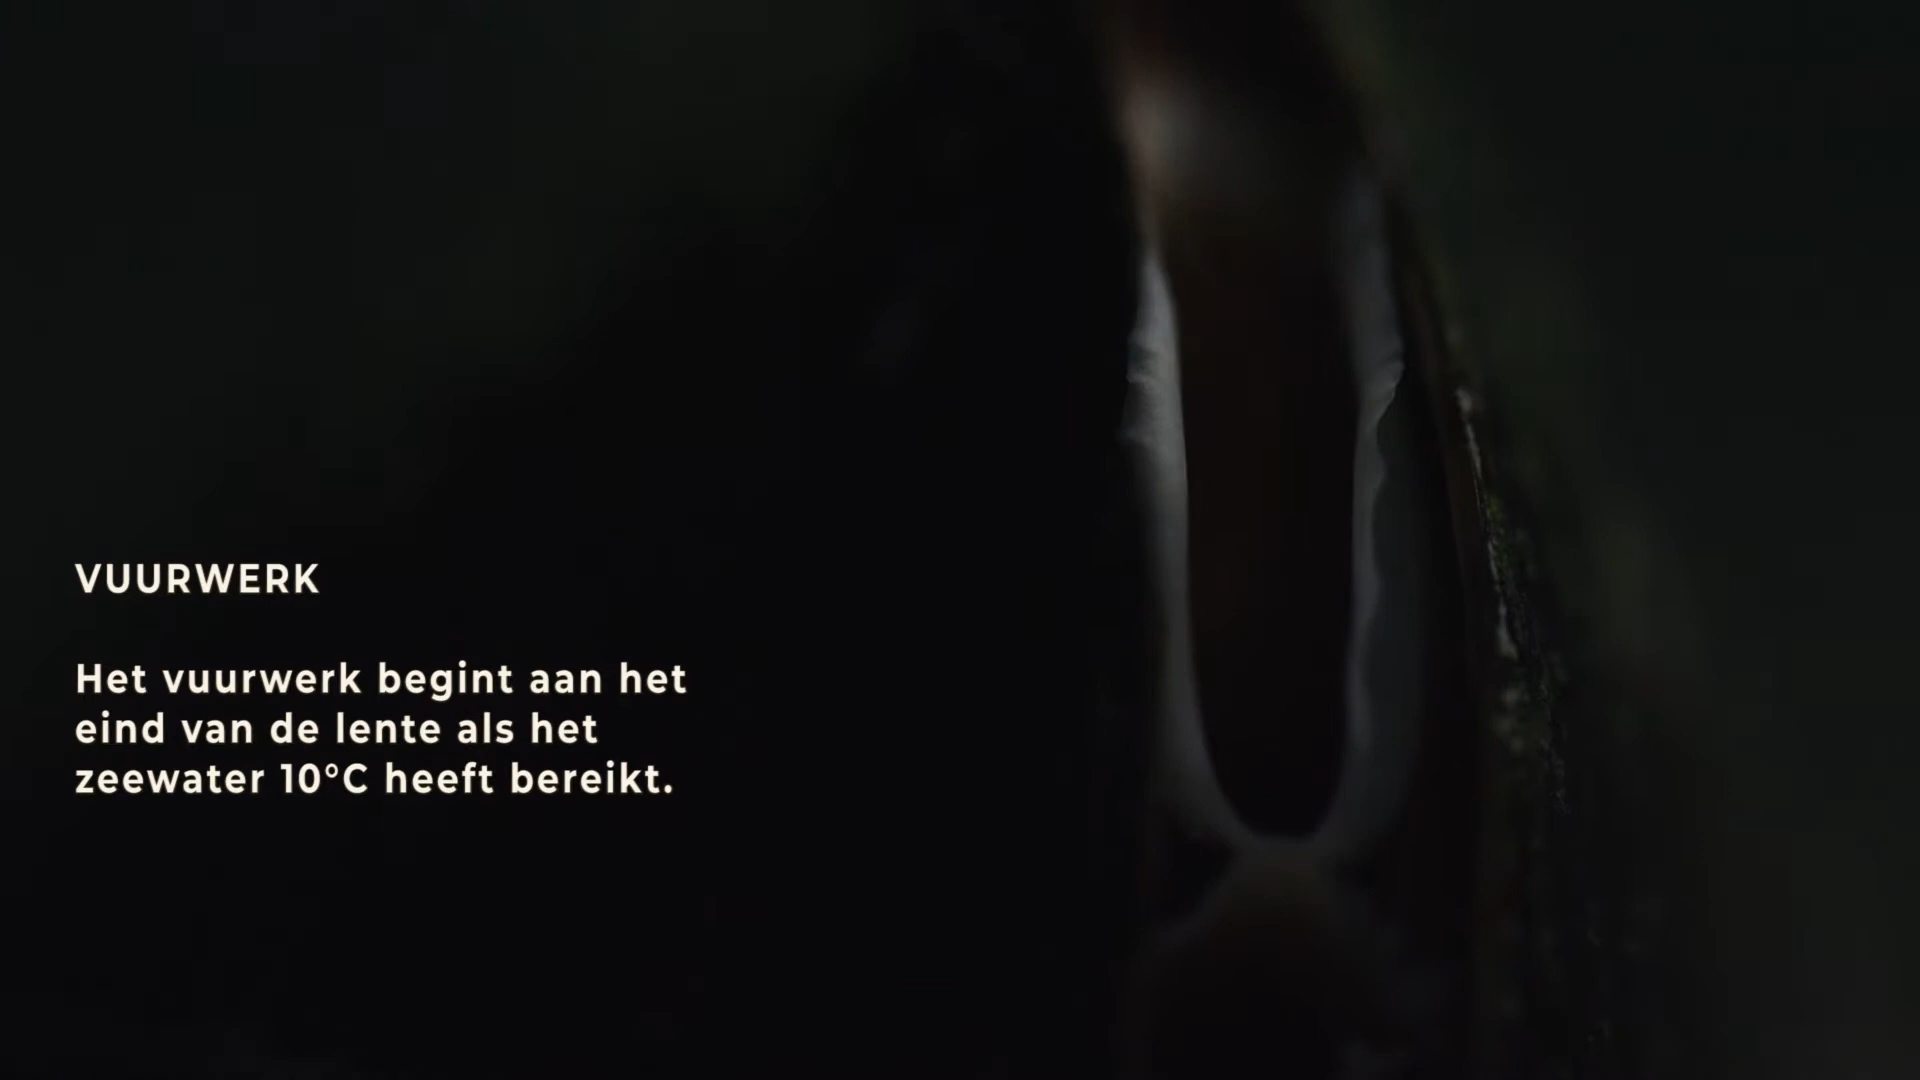 VUURWERK
Het vuurwerk begint aan het
eind van de lente als het
zeewater 10°C heeft bereikt.